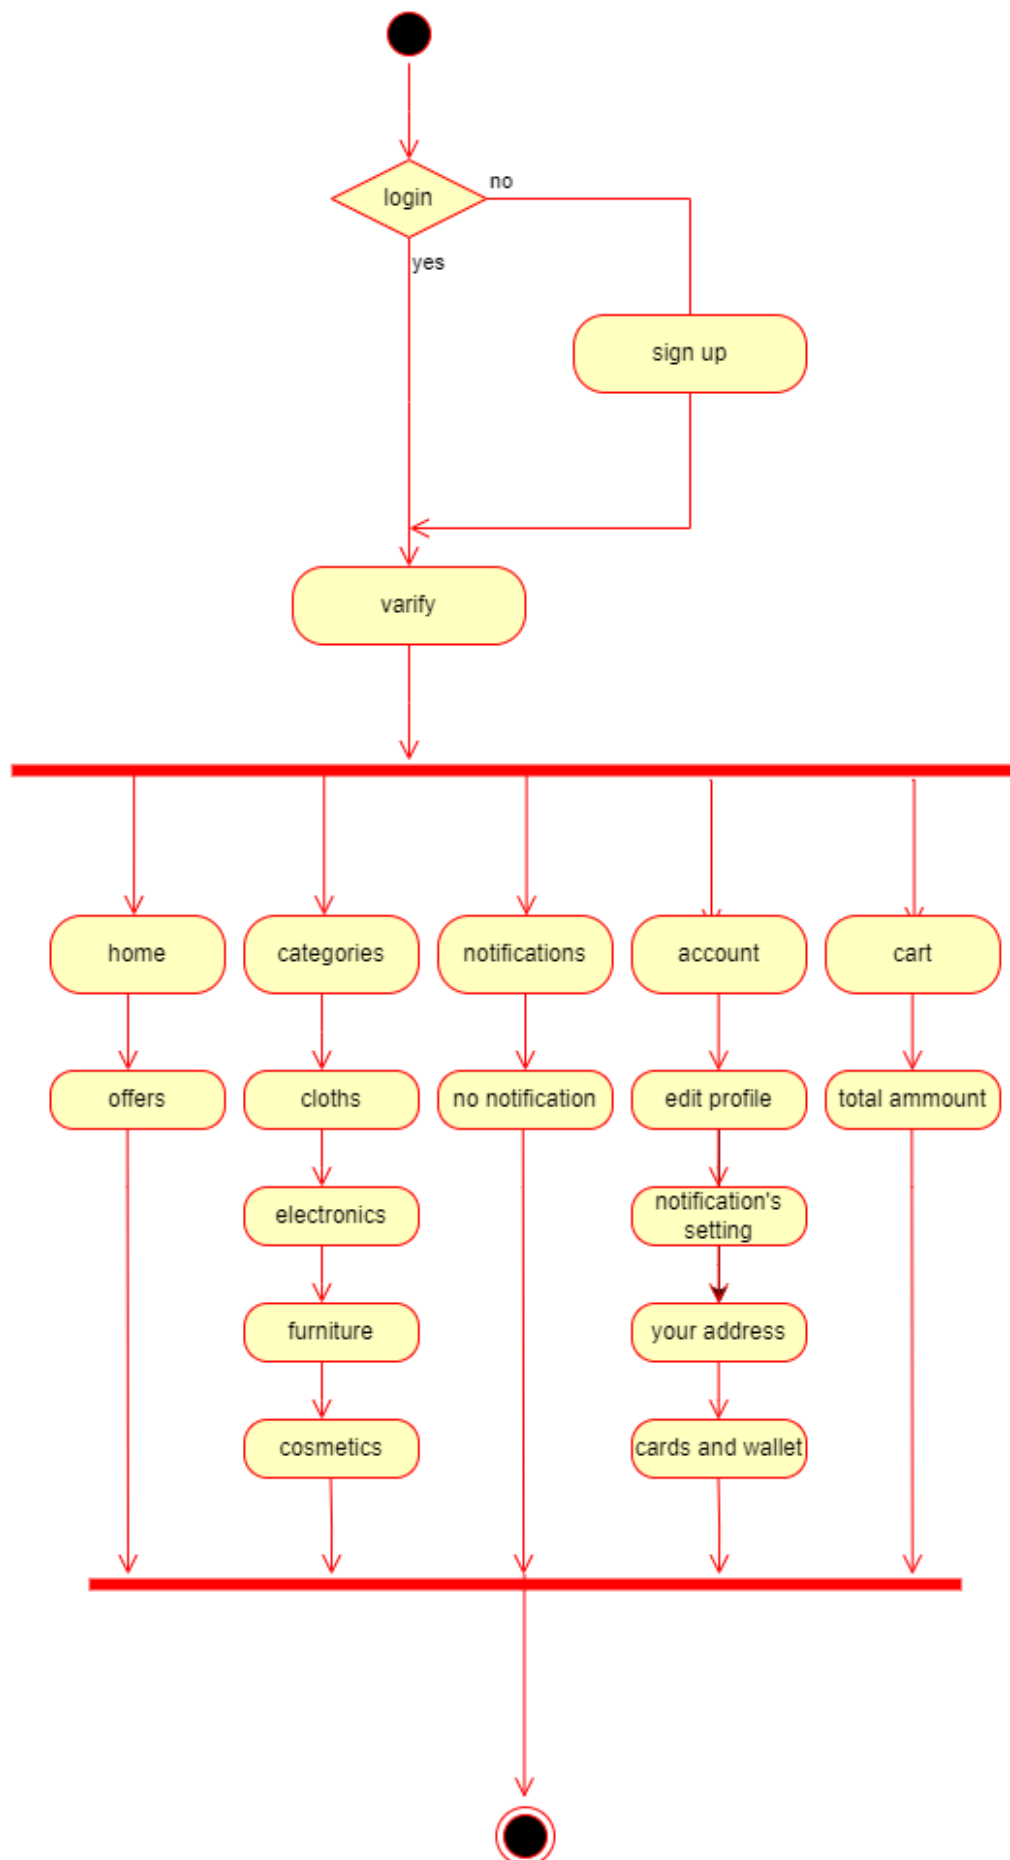 login
no
yes
sign up
varify
home
categories
notifications
account
cart
offers
cloths
no notification
edit profile
total ammount
electronics
notification's
setting
furniture
your address
cosmetics
cards and wallet